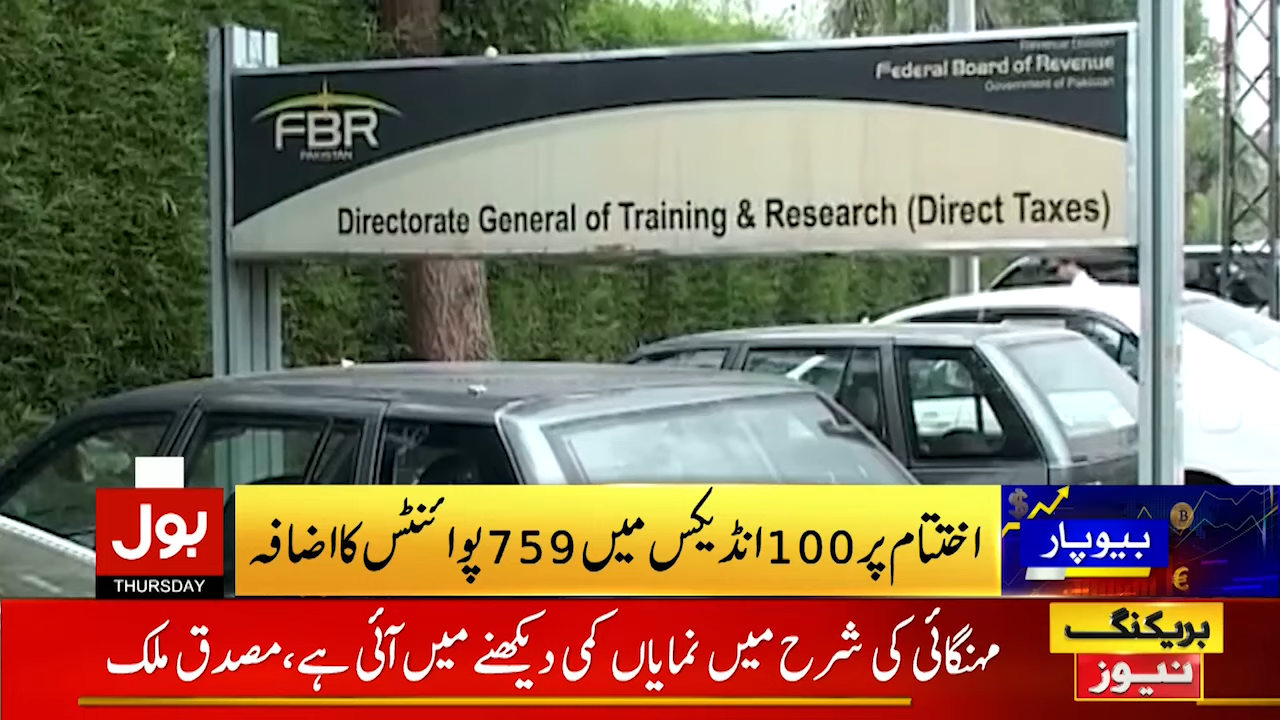 Revenue Division
Federal Board of Revenue
Government of Pakistan
FBR
PAKISTAN
Directorate General of Training & Research (Direct Taxes)
بول
THURSDAY
اختتام پر 100 انڈیکس میں 759 پوائنٹس کا اضافہ
بیوپار
مہنگائی کی شرح میں نمایاں کمی دیکھنے میں آئی ہے، مصدق ملک
بریکنگ
نیوز